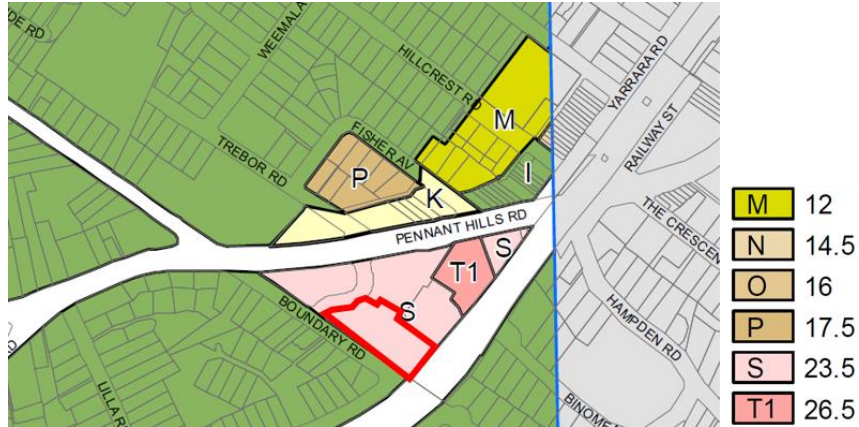 DE RD
WEEMALA
HILLCREST RD
YARRARA RD
RAILWAY ST
M
FISHER AV
TREBOR RD
I
P
K
PENNANT HILLS RD
THE CRESCEN
S
T1
S
BOUNDARY RD
HAMPDEN RD
BINOME
M 12
N 14.5
O 16
P 17.5
S 23.5
T1 26.5